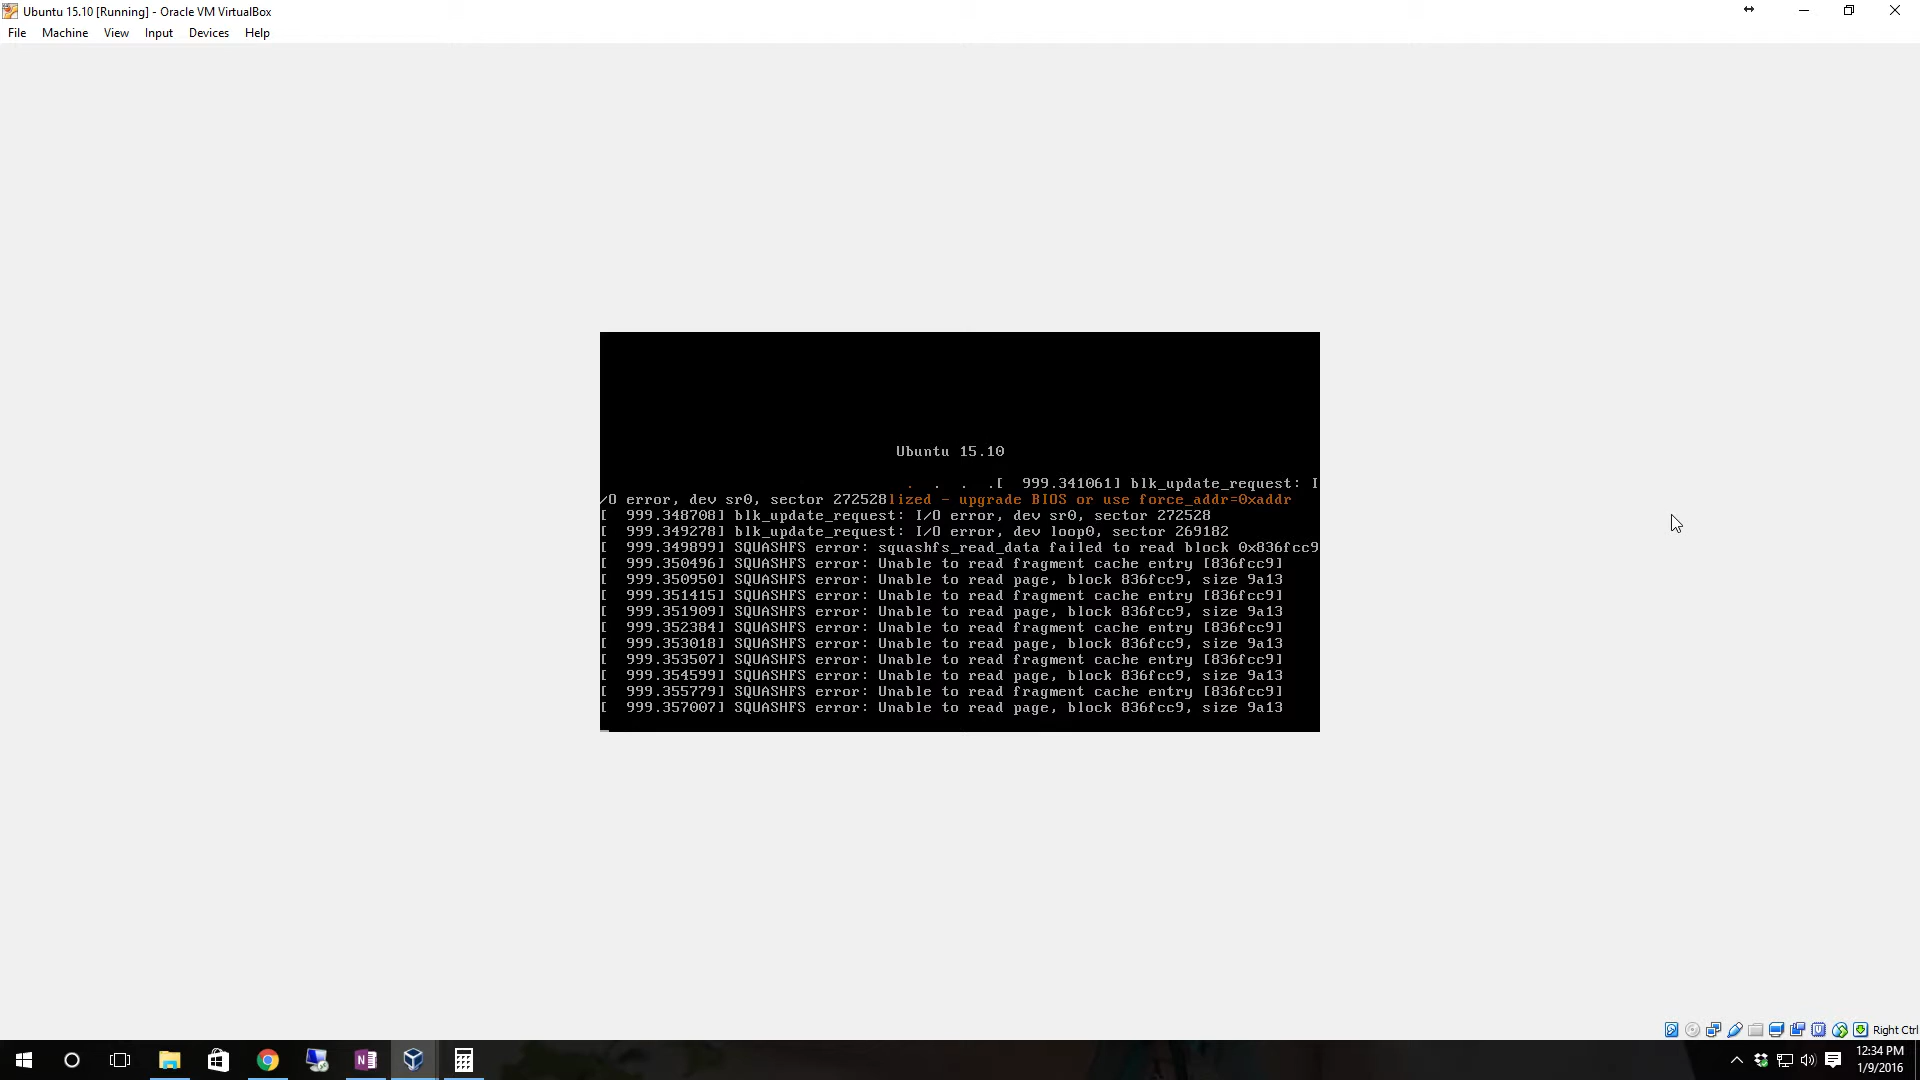 Ubuntu 15.10 [Running] - Oracle VM VirtualBox
File Machine View Input Devices Help
Ubuntu 15.10
. . . .[  999.341061] blk_update_request: I
/O error, dev sr0, sector 272528lized - upgrade BIOS or use force_addr=0xaddr
[  999.348708] blk_update_request: I/O error, dev sr0, sector 272528
[  999.349278] blk_update_request: I/O error, dev loop0, sector 269182
[  999.349899] SQUASHFS error: squashfs_read_data failed to read block 0x836fcc9
[  999.350496] SQUASHFS error: Unable to read fragment cache entry [836fcc9]
[  999.350950] SQUASHFS error: Unable to read page, block 836fcc9, size 9a13
[  999.351415] SQUASHFS error: Unable to read fragment cache entry [836fcc9]
[  999.351909] SQUASHFS error: Unable to read page, block 836fcc9, size 9a13
[  999.352384] SQUASHFS error: Unable to read fragment cache entry [836fcc9]
[  999.353018] SQUASHFS error: Unable to read page, block 836fcc9, size 9a13
[  999.353507] SQUASHFS error: Unable to read fragment cache entry [836fcc9]
[  999.354599] SQUASHFS error: Unable to read page, block 836fcc9, size 9a13
[  999.355779] SQUASHFS error: Unable to read fragment cache entry [836fcc9]
[  999.357007] SQUASHFS error: Unable to read page, block 836fcc9, size 9a13
Right Ctrl
12:34 PM
1/9/2016